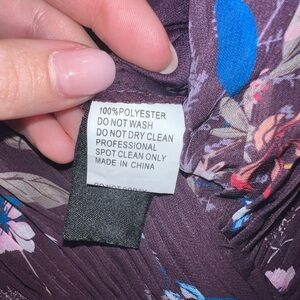 100%POLYESTER
DO NOT WASH
DO NOT DRY CLEAN
PROFESSIONAL
SPOT CLEAN ONLY
MADE IN CHINA